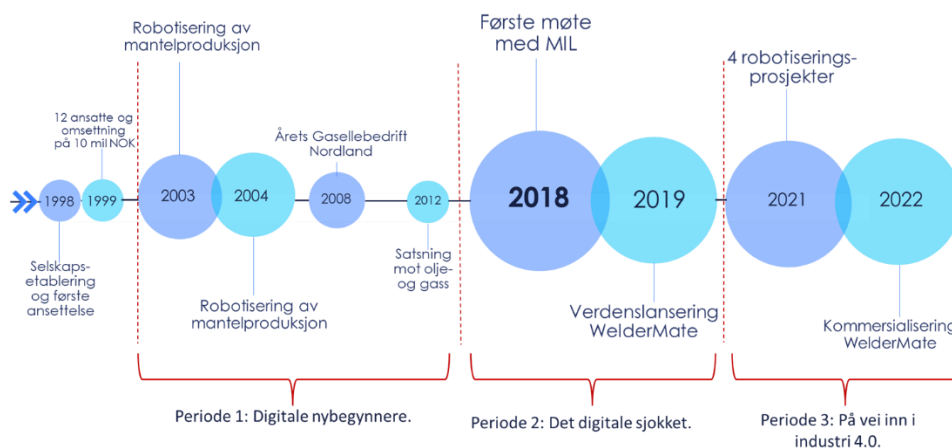 Robotisering av
mantelproduksjon
Første møte
med MIL
4 robotiserings-
prosjekter
12 ansatte og
omsettning
på 10 mil NOK
Årets Gasellebedrift
Nordland
1998
1999
2003
2004
2008
2012
2018
2019
2021
2022
Selskaps-
etablering
og første
ansettelse
Robotisering av
mantelproduksjon
Satsning
mot olje-
og gass
Verdenslansering
WelderMate
Kommersialisering
WelderMate
Periode 1: Digitale nybegynnere.
Periode 2: Det digitale sjokket.
Periode 3: På vei inn i
industri 4.0.